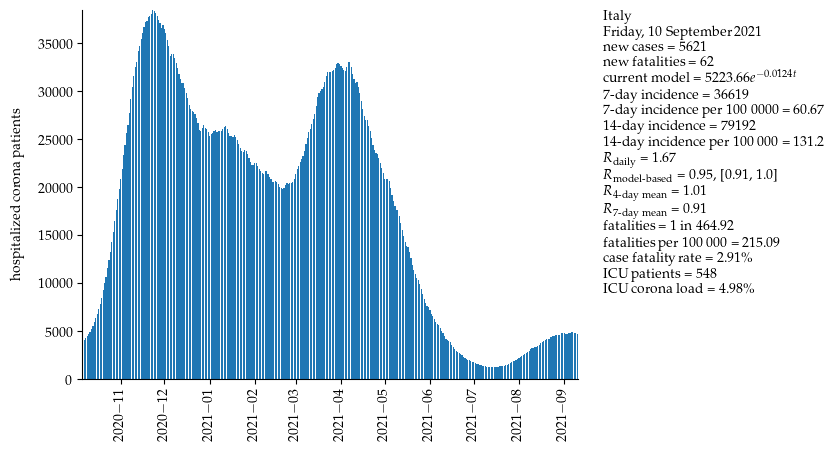 35000
30000
25000
20000
15000
10000
5000
0
hospitalized corona patients
2020−11
2020−12
2021−01
2021−02
2021−03
2021−04
2021−05
2021−06
2021−07
2021−08
2021−09
Italy
Friday, 10 September 2021
new cases = 5621
new fatalities = 62
current model = 5223.66e^−0.0124t
7-day incidence = 36619
7-day incidence per 100 0000 = 60.67
14-day incidence = 79192
14-day incidence per 100 000 = 131.2
R_daily = 1.67
R_model-based = 0.95, [0.91, 1.0]
R_4-day mean = 1.01
R_7-day mean = 0.91
fatalities = 1 in 464.92
fatalities per 100 000 = 215.09
case fatality rate = 2.91%
ICU patients = 548
ICU corona load = 4.98%